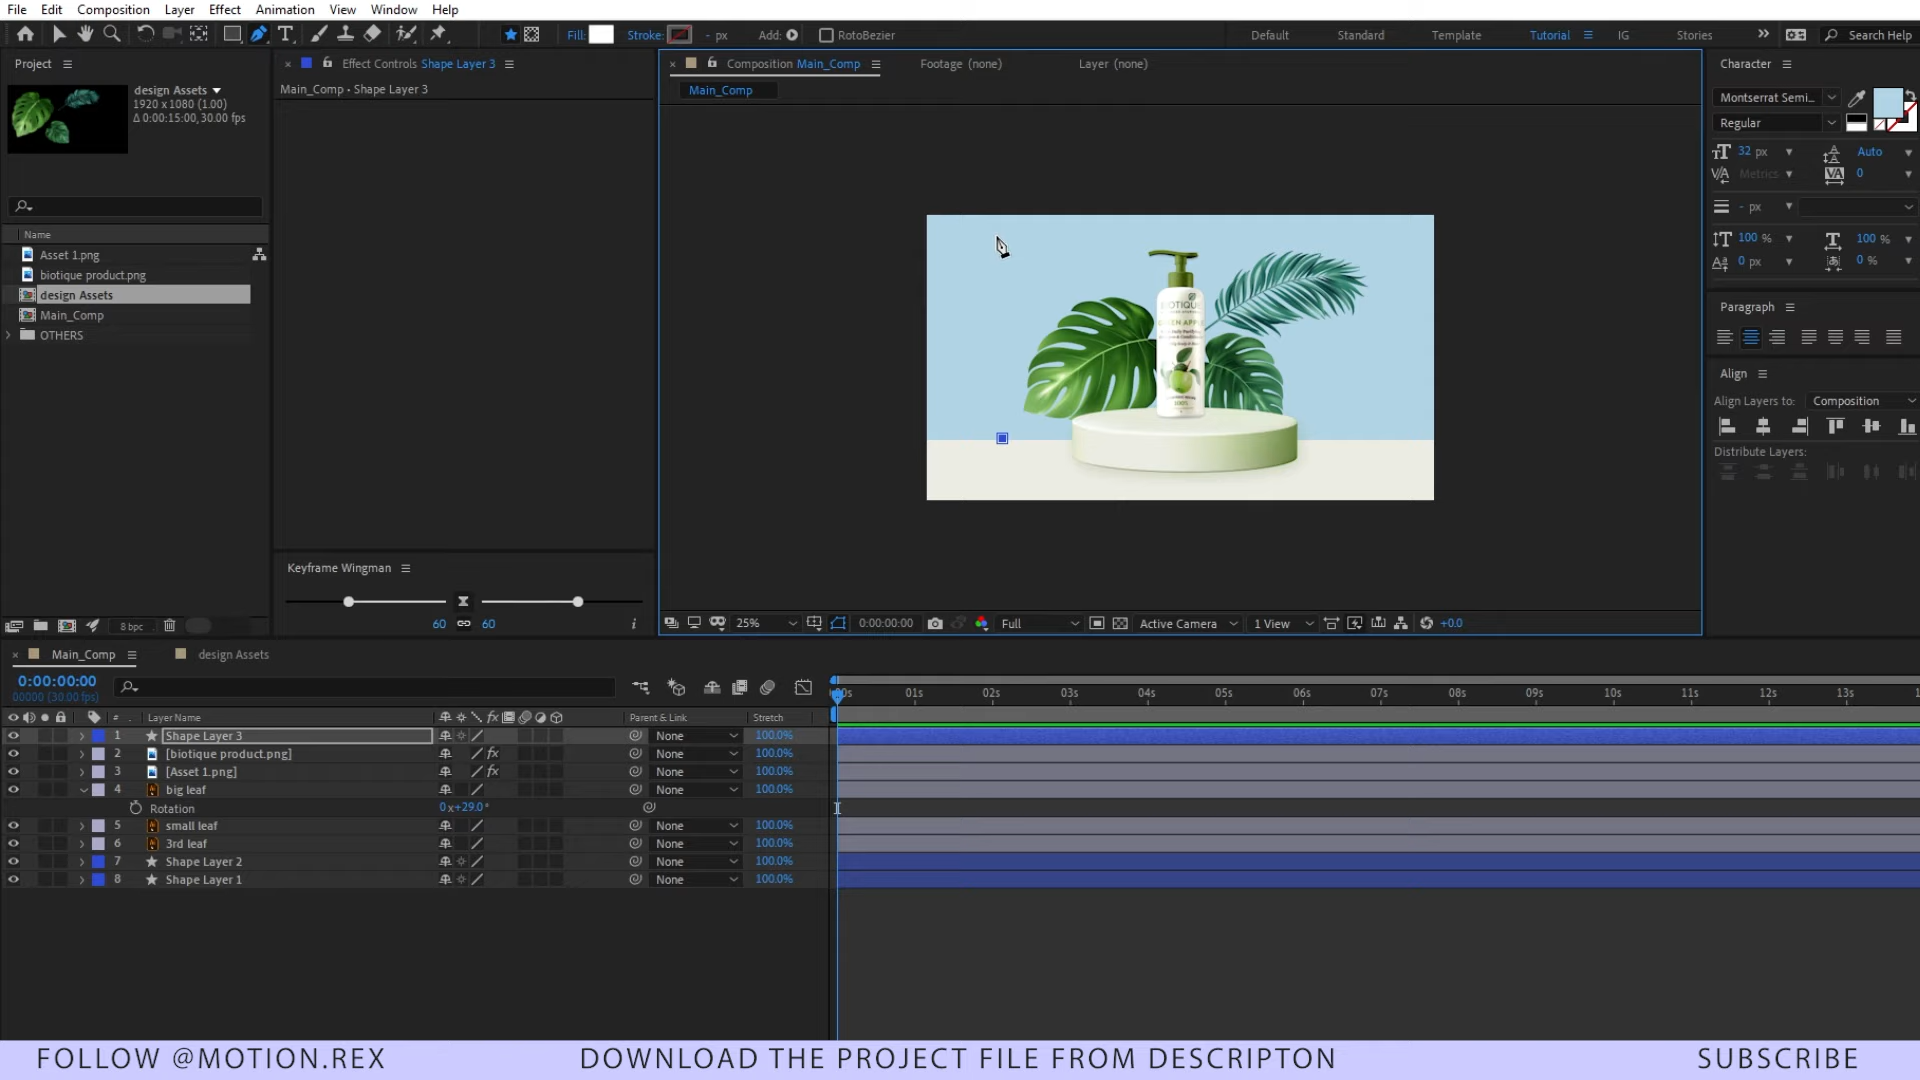 File Edit Composition Layer Effect Animation View Window Help
Fill: Stroke: - px Add: RotoBezier Default Standard Template Tutorial IG Stories Search Help
Project
design Assets
1920 x 1080 (1.00)
Δ 0:00:15:00, 30.00 fps
Name
Asset 1.png
biotique product.png
design Assets
Main_Comp
OTHERS
8 bpc
Effect Controls Shape Layer 3
Main_Comp • Shape Layer 3
Keyframe Wingman
60 60
i
Composition Main_Comp Footage (none) Layer (none)
Main_Comp
25% 0:00:00:00 Full Active Camera 1 View +0.0
Character
Montserrat Semi...
Regular
32 px Auto
Metrics 0
- px
100 % 100 %
0 px 0 %
Paragraph
Align
Align Layers to: Composition
Distribute Layers:
Main_Comp design Assets
0:00:00:00
00000 (30.00 fps)
01s 02s 03s 04s 05s 06s 07s 08s 09s 10s 11s 12s 13s
# Layer Name Parent & Link Stretch
1 Shape Layer 3 None 100.0%
2 [biotique product.png] None 100.0%
3 [Asset 1.png] None 100.0%
4 big leaf None 100.0%
Rotation 0x+29.0°
5 small leaf None 100.0%
6 3rd leaf None 100.0%
7 Shape Layer 2 None 100.0%
8 Shape Layer 1 None 100.0%
FOLLOW @MOTION.REX DOWNLOAD THE PROJECT FILE FROM DESCRIPTON SUBSCRIBE